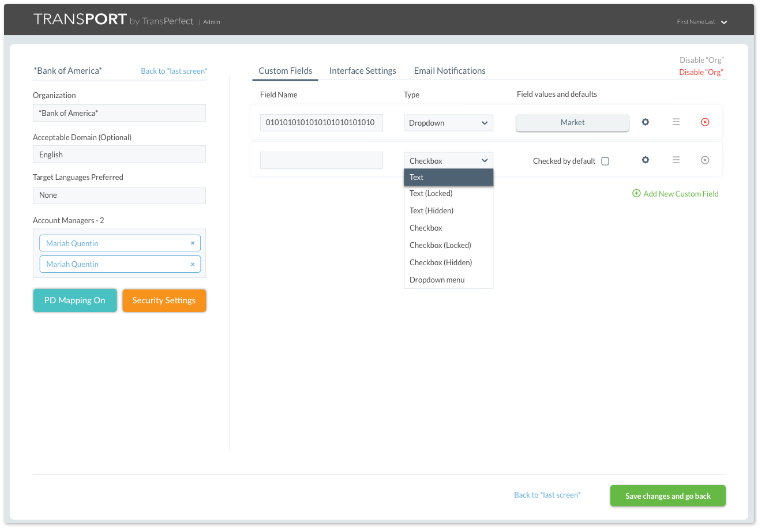 TRANSPORT by TransPerfect | Admin
First Name Last
*Bank of America*
Back to "last screen"
Organization
"Bank of America"
Acceptable Domain (Optional)
English
Target Languages Preferred
None
Account Managers - 2
Mariah Quentin ×
Mariah Quentin ×
PD Mapping On
Security Settings
Custom Fields
Interface Settings
Email Notifications
Disable "Org"
Disable "Org"
Field Name
Type
Field values and defaults
0101010101010101010101010
Dropdown
Market
Checkbox
Checked by default
Text
Text (Locked)
Text (Hidden)
Checkbox
Checkbox (Locked)
Checkbox (Hidden)
Dropdown menu
Add New Custom Field
Back to "last screen"
Save changes and go back